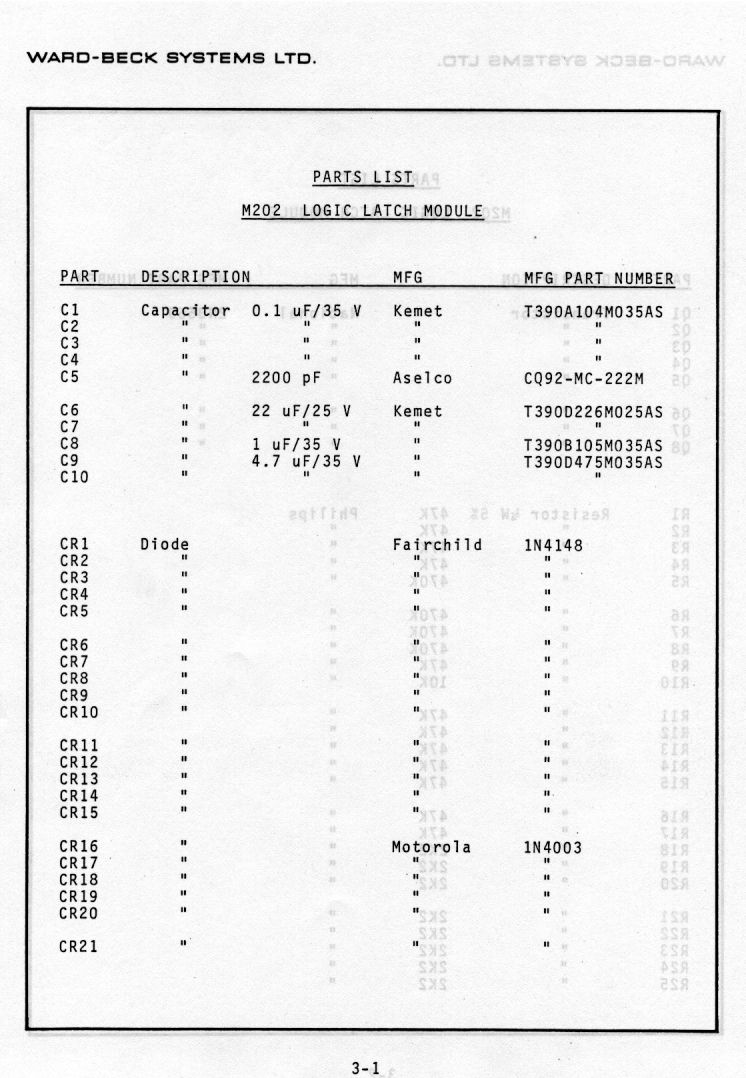 WARD-BECK SYSTEMS LTD.
PARTS LIST
M202 LOGIC LATCH MODULE
PART DESCRIPTION MFG MFG PART NUMBER
C1 Capacitor 0.1 uF/35 V Kemet T390A104M035AS
C2 " " " "
C3 " " " "
C4 " " " "
C5 " 2200 pF Aselco CQ92-MC-222M
C6 " 22 uF/25 V Kemet T390D226M025AS
C7 " " " "
C8 " 1 uF/35 V " T390B105M035AS
C9 " 4.7 uF/35 V " T390D475M035AS
C10 " " " "
CR1 Diode Fairchild 1N4148
CR2 " " "
CR3 " " "
CR4 " " "
CR5 " " "
CR6 " " "
CR7 " " "
CR8 " " "
CR9 " " "
CR10 " " "
CR11 " " "
CR12 " " "
CR13 " " "
CR14 " " "
CR15 " " "
CR16 " Motorola 1N4003
CR17 " " "
CR18 " " "
CR19 " " "
CR20 " " "
CR21 " " "
3-1